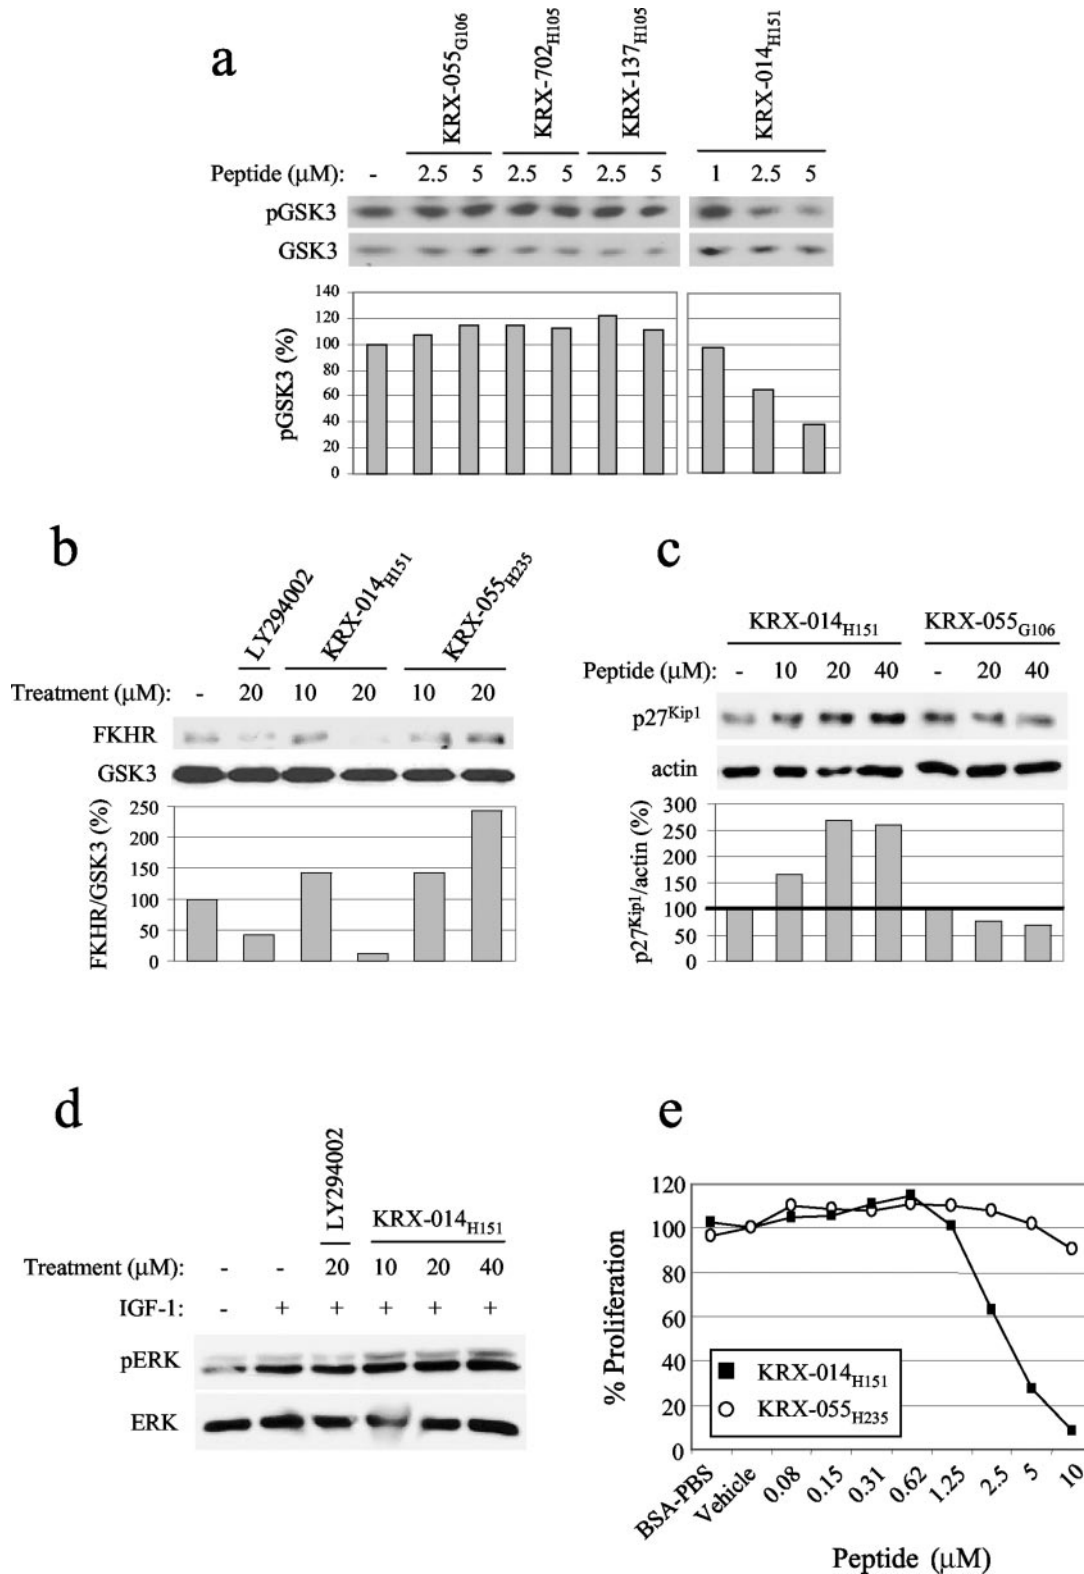 a
KRX-055G106
KRX-702H105
KRX-137H105
KRX-014H151
Peptide (μM): - 2.5 5 2.5 5 2.5 5 1 2.5 5
pGSK3
GSK3
pGSK3 (%)
140
120
100
80
60
40
20
0
b
LY294002
KRX-014H151
KRX-055H235
Treatment (μM): - 20 10 20 10 20
FKHR
GSK3
FKHR/GSK3 (%)
250
200
150
100
50
0
c
KRX-014H151 KRX-055G106
Peptide (μM): - 10 20 40 - 20 40
p27Kip1
actin
p27Kip1/actin (%)
300
250
200
150
100
50
0
d
LY294002
KRX-014H151
Treatment (μM): - - 20 10 20 40
IGF-1: - + + + + +
pERK
ERK
e
% Proliferation
120
100
80
60
40
20
0
KRX-014H151
KRX-055H235
BSA-PBS
Vehicle
0.08
0.15
0.31
0.62
1.25
2.5
5
10
Peptide (μM)